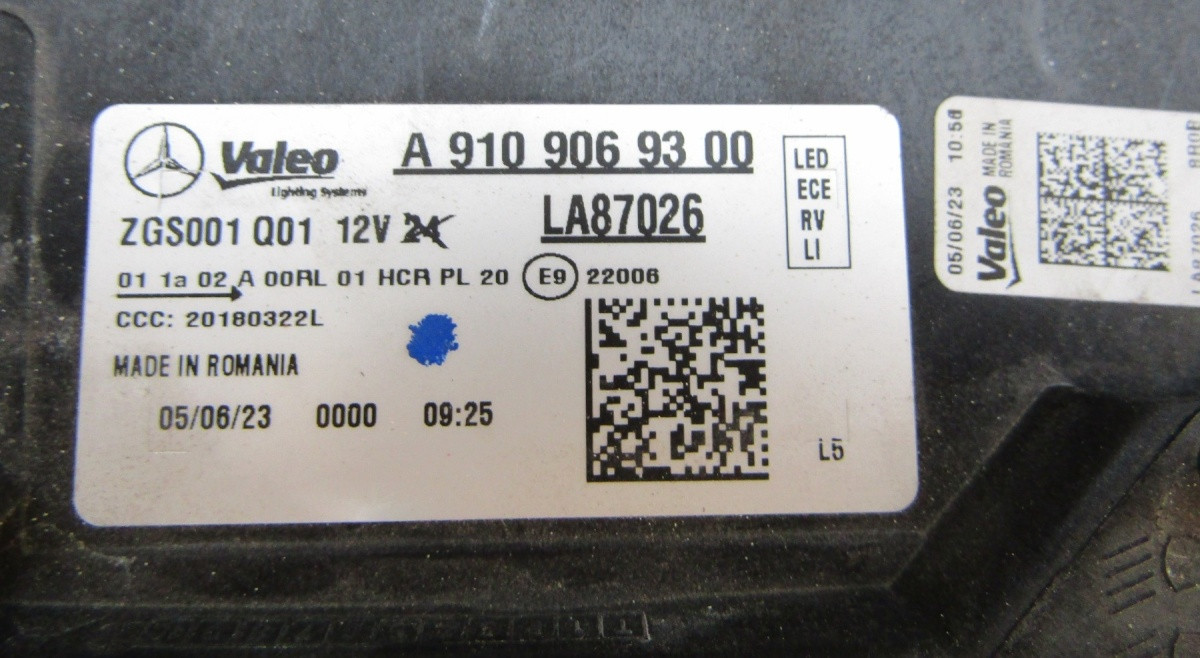 Valeo
Lighting Systems
A 910 906 93 00
LA87026
ZGS001 Q01 12V 24
01 1a 02 A 00RL 01 HCR PL 20 E9 22006
CCC: 20180322L
MADE IN ROMANIA
05/06/23 0000 09:25
LED
ECE
RV
LI
L5
05/06/23 10:56
Valeo
MADE IN
ROMANIA